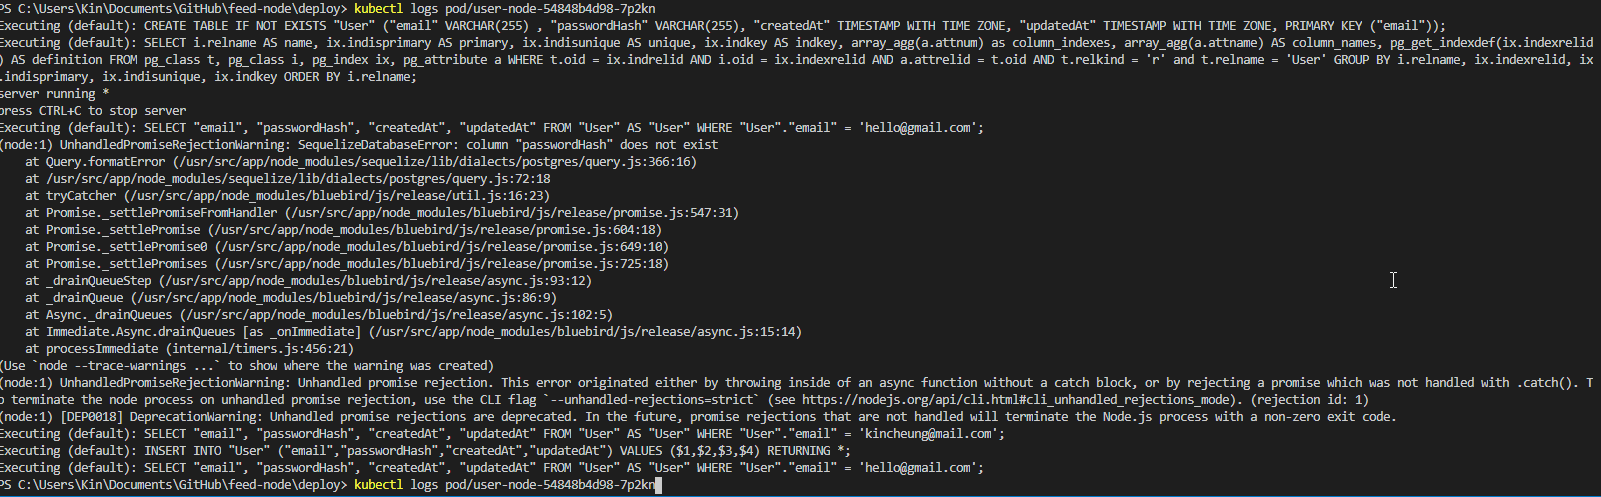 PS C:\Users\Kin\Documents\GitHub\feed-node\deploy> kubectl logs pod/user-node-54848b4d98-7p2kn
Executing (default): CREATE TABLE IF NOT EXISTS "User" ("email" VARCHAR(255) , "passwordHash" VARCHAR(255), "createdAt" TIMESTAMP WITH TIME ZONE, "updatedAt" TIMESTAMP WITH TIME ZONE, PRIMARY KEY ("email"));
Executing (default): SELECT i.relname AS name, ix.indisprimary AS primary, ix.indisunique AS unique, ix.indkey AS indkey, array_agg(a.attnum) as column_indexes, array_agg(a.attname) AS column_names, pg_get_indexdef(ix.indexrelid
) AS definition FROM pg_class t, pg_class i, pg_index ix, pg_attribute a WHERE t.oid = ix.indrelid AND i.oid = ix.indexrelid AND a.attrelid = t.oid AND t.relkind = 'r' and t.relname = 'User' GROUP BY i.relname, ix.indexrelid, ix
.indisprimary, ix.indisunique, ix.indkey ORDER BY i.relname;
server running *
press CTRL+C to stop server
Executing (default): SELECT "email", "passwordHash", "createdAt", "updatedAt" FROM "User" AS "User" WHERE "User"."email" = 'hello@gmail.com';
(node:1) UnhandledPromiseRejectionWarning: SequelizeDatabaseError: column "passwordHash" does not exist
    at Query.formatError (/usr/src/app/node_modules/sequelize/lib/dialects/postgres/query.js:366:16)
    at /usr/src/app/node_modules/sequelize/lib/dialects/postgres/query.js:72:18
    at tryCatcher (/usr/src/app/node_modules/bluebird/js/release/util.js:16:23)
    at Promise._settlePromiseFromHandler (/usr/src/app/node_modules/bluebird/js/release/promise.js:547:31)
    at Promise._settlePromise (/usr/src/app/node_modules/bluebird/js/release/promise.js:604:18)
    at Promise._settlePromise0 (/usr/src/app/node_modules/bluebird/js/release/promise.js:649:10)
    at Promise._settlePromises (/usr/src/app/node_modules/bluebird/js/release/promise.js:725:18)
    at _drainQueueStep (/usr/src/app/node_modules/bluebird/js/release/async.js:93:12)
    at _drainQueue (/usr/src/app/node_modules/bluebird/js/release/async.js:86:9)
    at Async._drainQueues (/usr/src/app/node_modules/bluebird/js/release/async.js:102:5)
    at Immediate.Async.drainQueues [as _onImmediate] (/usr/src/app/node_modules/bluebird/js/release/async.js:15:14)
    at processImmediate (internal/timers.js:456:21)
(Use `node --trace-warnings ...` to show where the warning was created)
(node:1) UnhandledPromiseRejectionWarning: Unhandled promise rejection. This error originated either by throwing inside of an async function without a catch block, or by rejecting a promise which was not handled with .catch(). T
o terminate the node process on unhandled promise rejection, use the CLI flag `--unhandled-rejections=strict` (see https://nodejs.org/api/cli.html#cli_unhandled_rejections_mode). (rejection id: 1)
(node:1) [DEP0018] DeprecationWarning: Unhandled promise rejections are deprecated. In the future, promise rejections that are not handled will terminate the Node.js process with a non-zero exit code.
Executing (default): SELECT "email", "passwordHash", "createdAt", "updatedAt" FROM "User" AS "User" WHERE "User"."email" = 'kincheung@mail.com';
Executing (default): INSERT INTO "User" ("email","passwordHash","createdAt","updatedAt") VALUES ($1,$2,$3,$4) RETURNING *;
Executing (default): SELECT "email", "passwordHash", "createdAt", "updatedAt" FROM "User" AS "User" WHERE "User"."email" = 'hello@gmail.com';
PS C:\Users\Kin\Documents\GitHub\feed-node\deploy> kubectl logs pod/user-node-54848b4d98-7p2kn